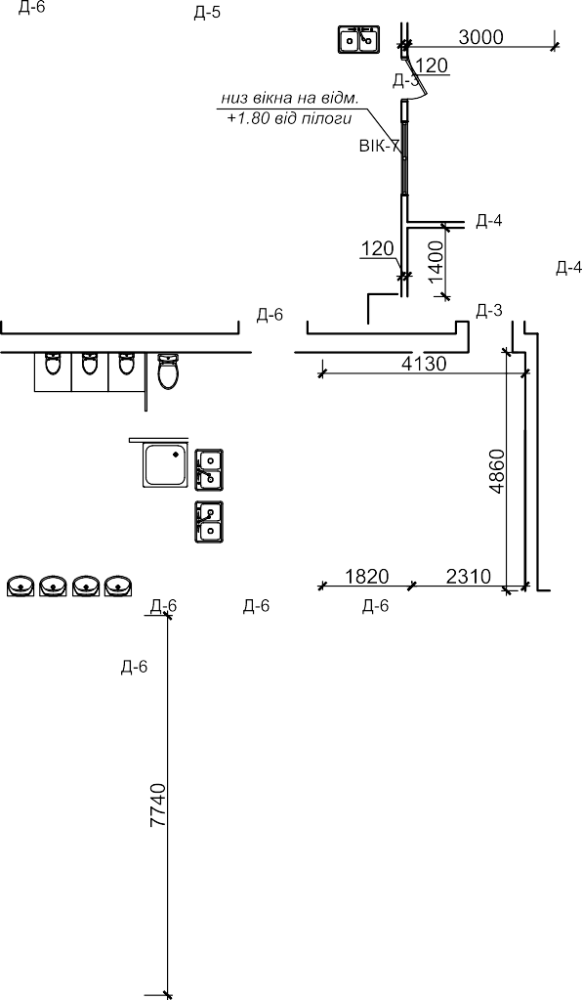 Д-6
Д-5
3000
120
Д-3
низ вікна на відм.
+1.80 від пілоги
ВІК-7
Д-4
120
1400
Д-4
Д-6
Д-3
4130
4860
1820
2310
Д-6
Д-6
Д-6
Д-6
7740